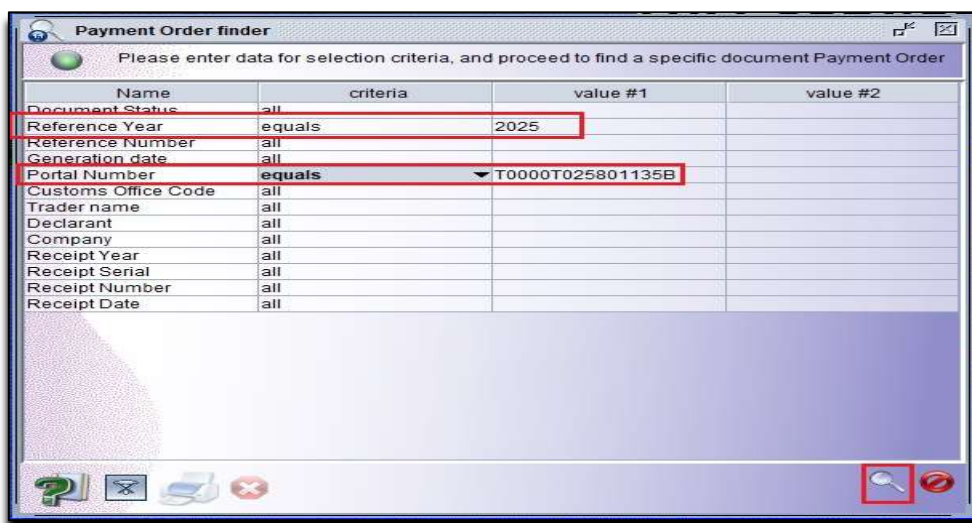 Payment Order finder
Please enter data for selection criteria, and proceed to find a specific document Payment Order
Name criteria value #1 value #2
Document Status all
Reference Year equals 2025
Reference Number all
Generation date all
Portal Number equals T0000T025801135B
Customs Office Code all
Trader name all
Declarant all
Company all
Receipt Year all
Receipt Serial all
Receipt Number all
Receipt Date all